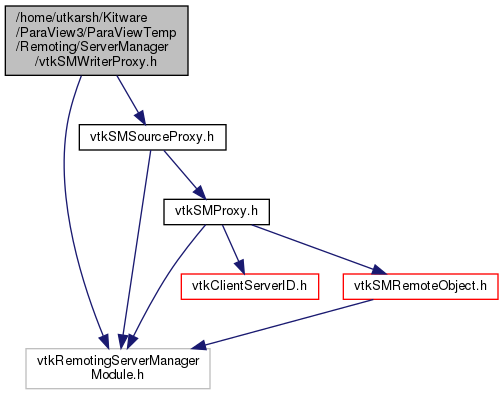 /home/utkarsh/Kitware
/ParaView3/ParaViewTemp
/Remoting/ServerManager
/vtkSMWriterProxy.h
vtkSMSourceProxy.h
vtkSMProxy.h
vtkClientServerID.h
vtkSMRemoteObject.h
vtkRemotingServerManager
Module.h